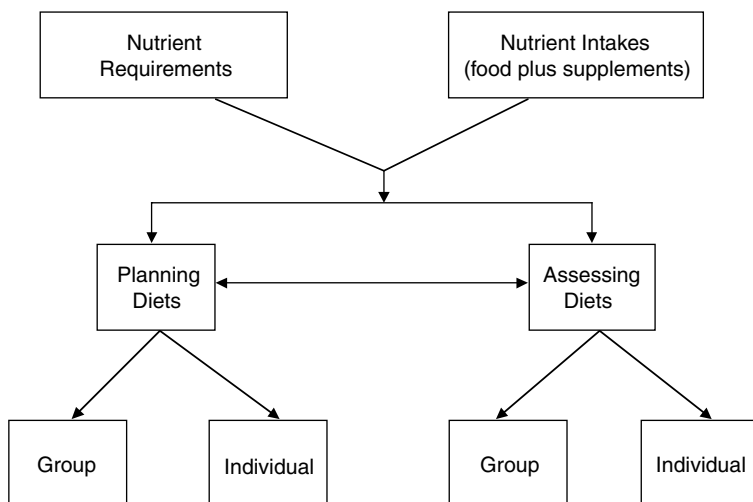 Nutrient
Requirements
Nutrient Intakes
(food plus supplements)
Planning
Diets
Assessing
Diets
Group
Individual
Group
Individual